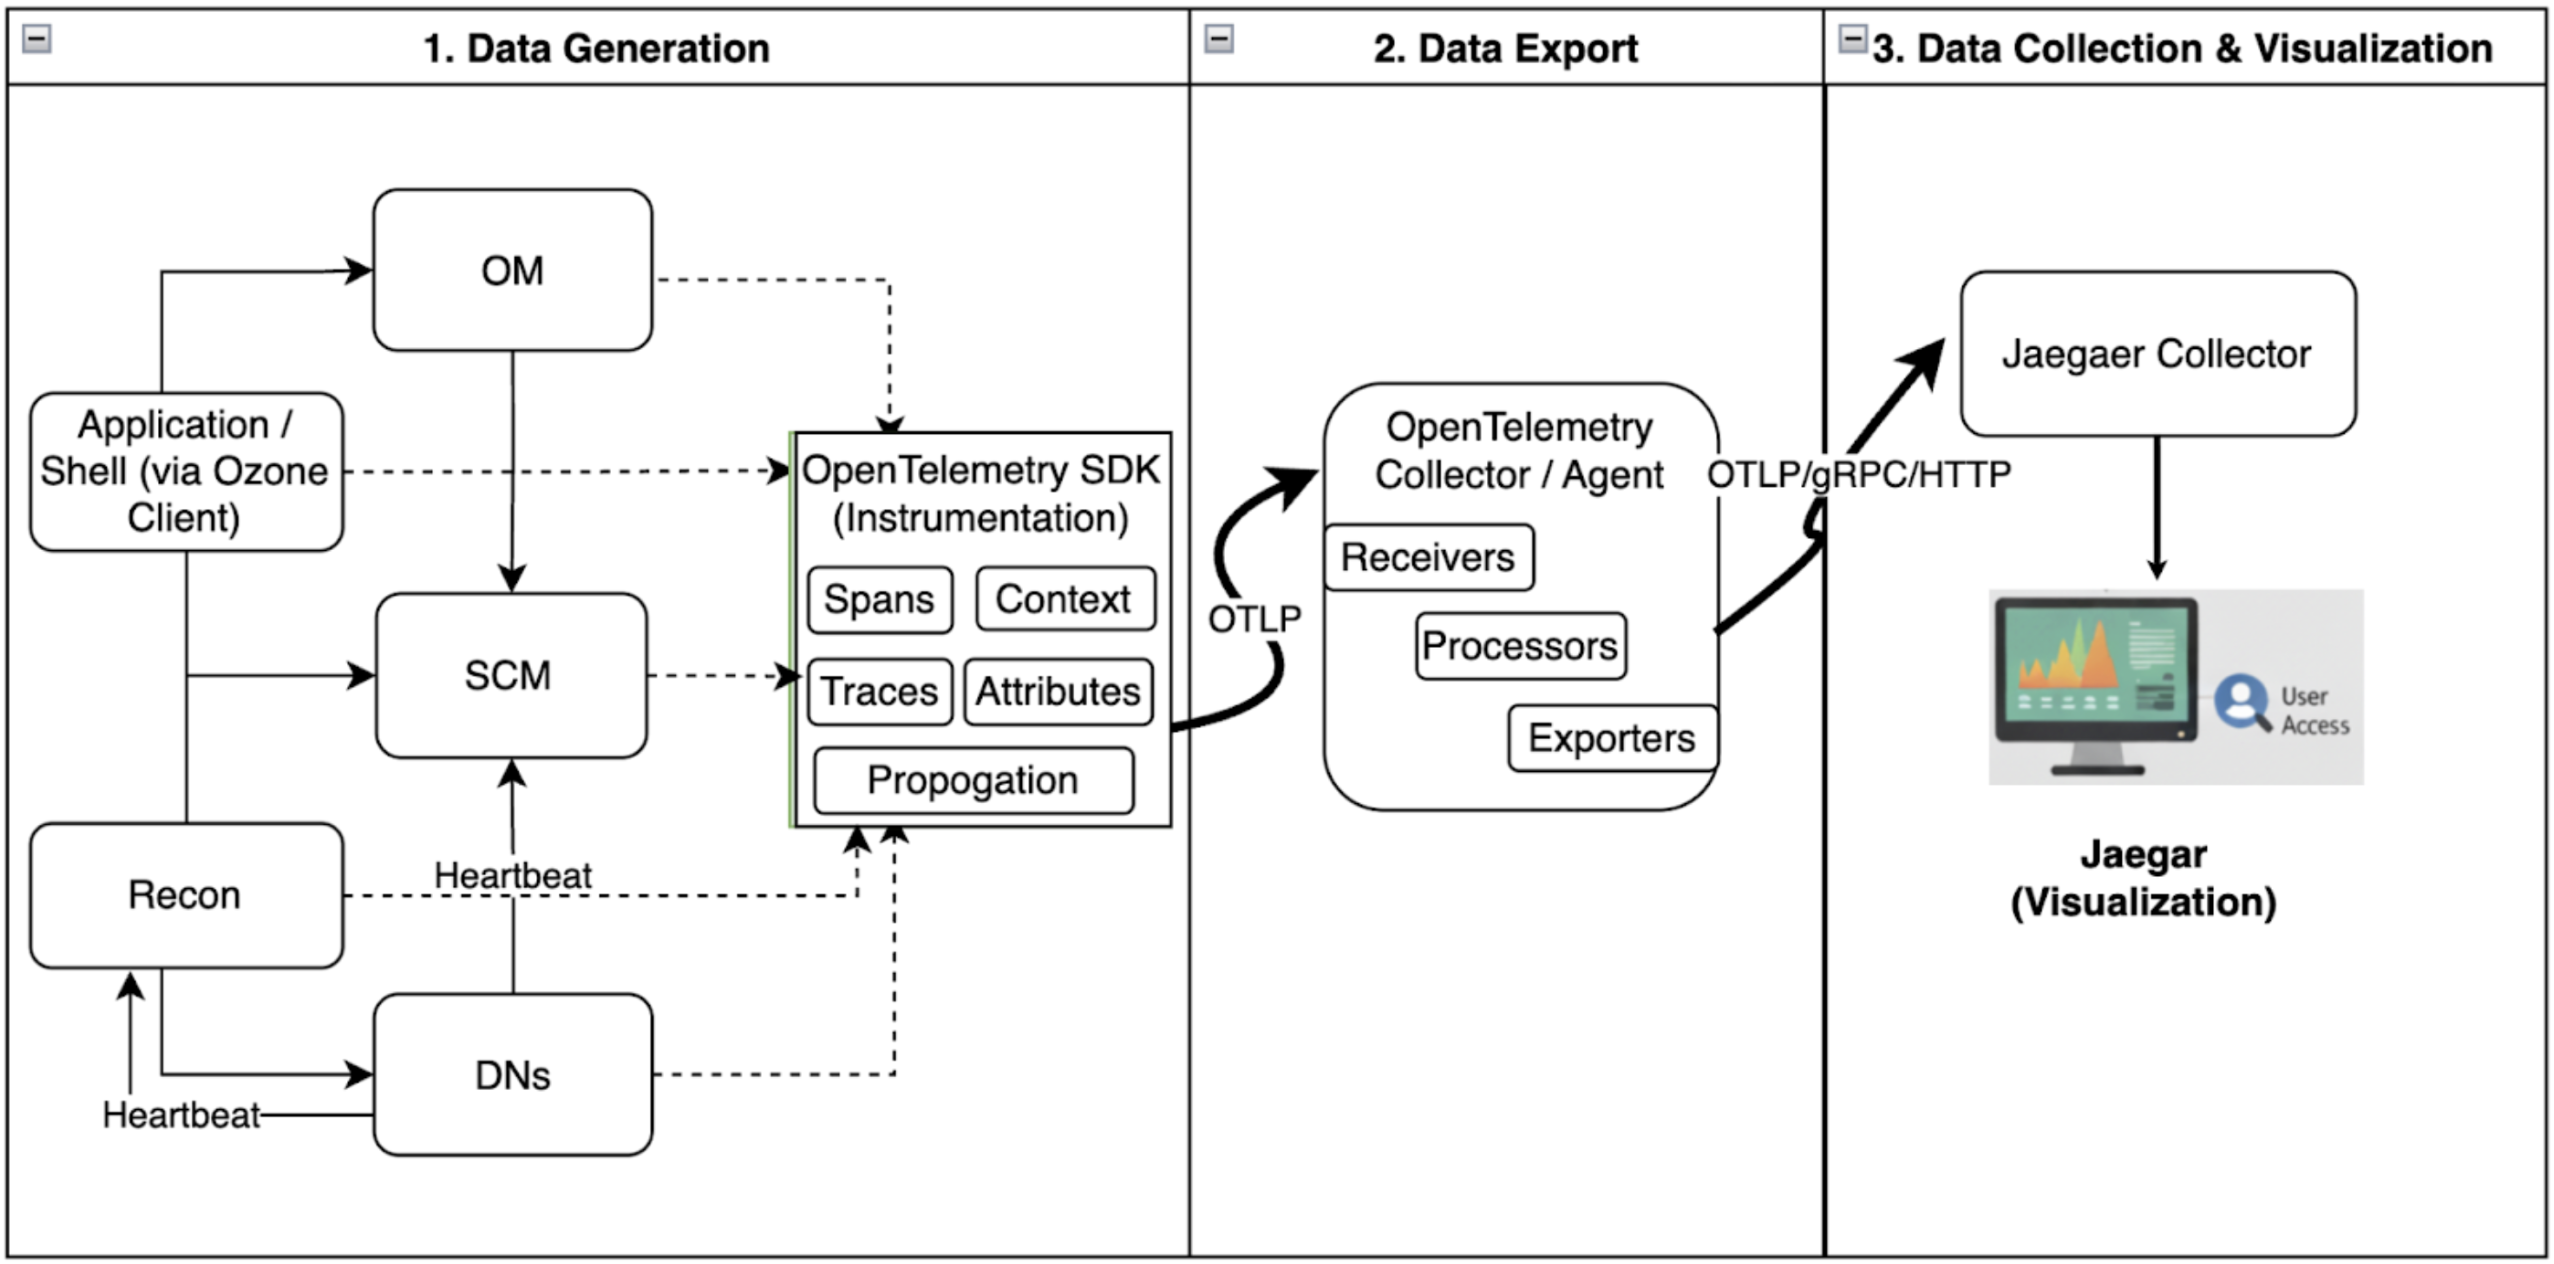 1. Data Generation
2. Data Export
3. Data Collection & Visualization
OM
Application /
Shell (via Ozone
Client)
SCM
Recon
Heartbeat
DNs
Heartbeat
OpenTelemetry SDK
(Instrumentation)
Spans
Context
Traces
Attributes
Propogation
OTLP
OpenTelemetry
Collector / Agent
Receivers
Processors
Exporters
OTLP/gRPC/HTTP
Jaegaer Collector
User
Access
Jaegar
(Visualization)